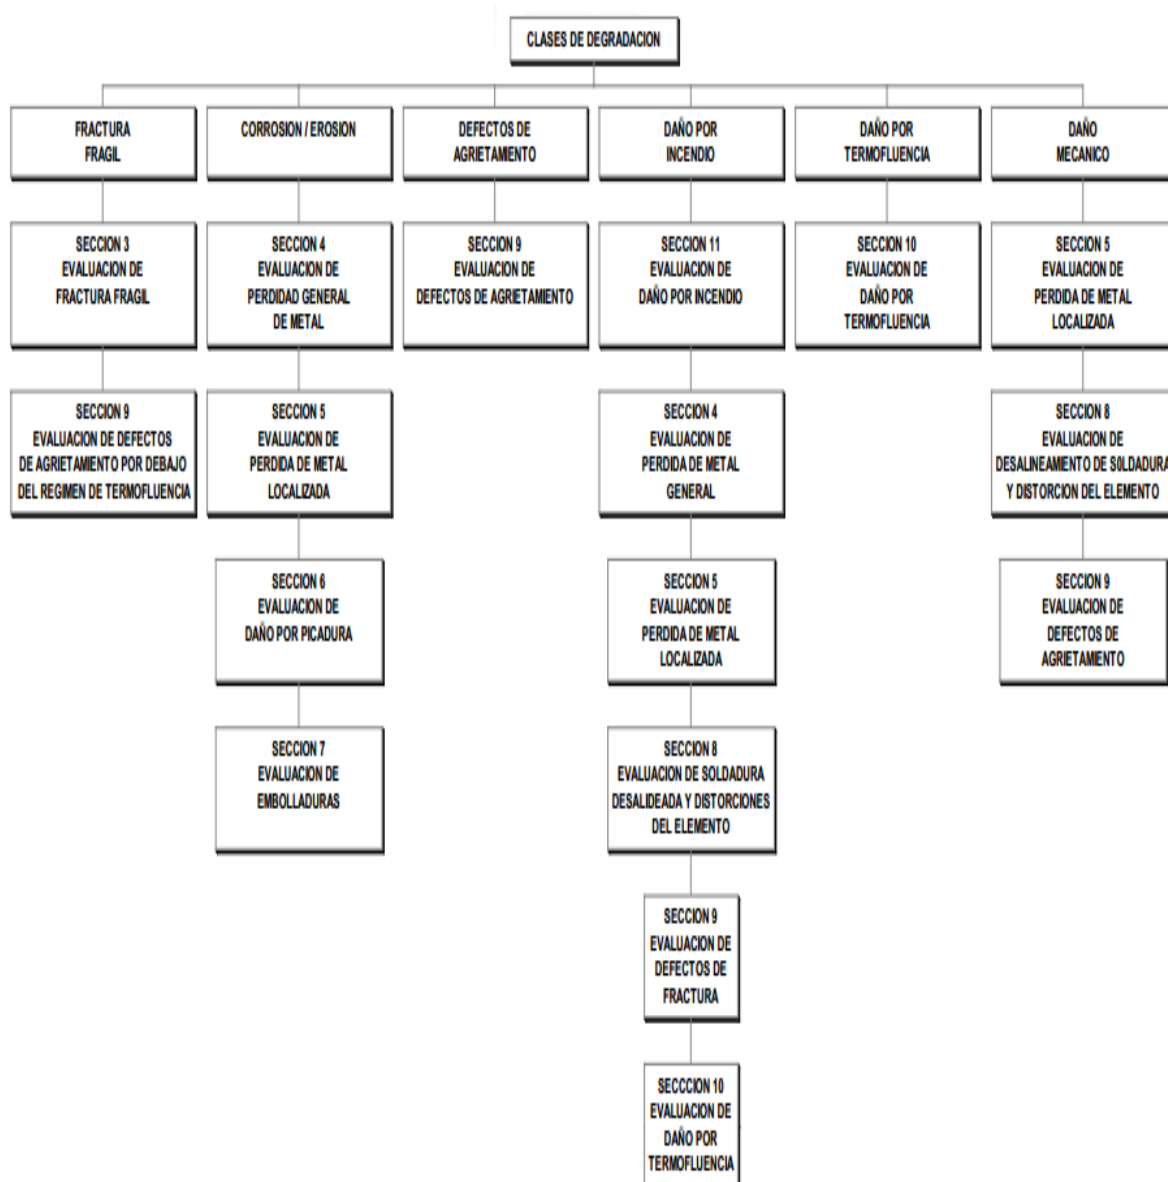 CLASES DE DEGRADACION
FRACTURA
FRAGIL
CORROSION / EROSION
DEFECTOS DE
AGRIETAMIENTO
DAÑO POR
INCENDIO
DAÑO POR
TERMOFLUENCIA
DAÑO
MECANICO
SECCION 3
EVALUACION DE
FRACTURA FRAGIL
SECCION 4
EVALUACION DE
PERDIDAD GENERAL
DE METAL
SECCION 9
EVALUACION DE
DEFECTOS DE AGRIETAMIENTO
SECCION 11
EVALUACION DE
DAÑO POR INCENDIO
SECCION 10
EVALUACION DE
DAÑO POR
TERMOFLUENCIA
SECCION 5
EVALUACION DE
PERDIDA DE METAL
LOCALIZADA
SECCION 9
EVALUACION DE DEFECTOS
DE AGRIETAMIENTO POR DEBAJO
DEL REGIMEN DE TERMOFLUENCIA
SECCION 5
EVALUACION DE
PERDIDA DE METAL
LOCALIZADA
SECCION 4
EVALUACION DE
PERDIDA DE METAL
GENERAL
SECCION 8
EVALUACION DE
DESALINEAMIENTO DE SOLDADURA
Y DISTORCION DEL ELEMENTO
SECCION 6
EVALUACION DE
DAÑO POR PICADURA
SECCION 5
EVALUACION DE
PERDIDA DE METAL
LOCALIZADA
SECCION 9
EVALUACION DE
DEFECTOS DE
AGRIETAMIENTO
SECCION 7
EVALUACION DE
EMBOLLADURAS
SECCION 8
EVALUACION DE SOLDADURA
DESALIDEADA Y DISTORCIONES
DEL ELEMENTO
SECCION 9
EVALUACION DE
DEFECTOS DE
FRACTURA
SECCCION 10
EVALUACION DE
DAÑO POR
TERMOFLUENCIA